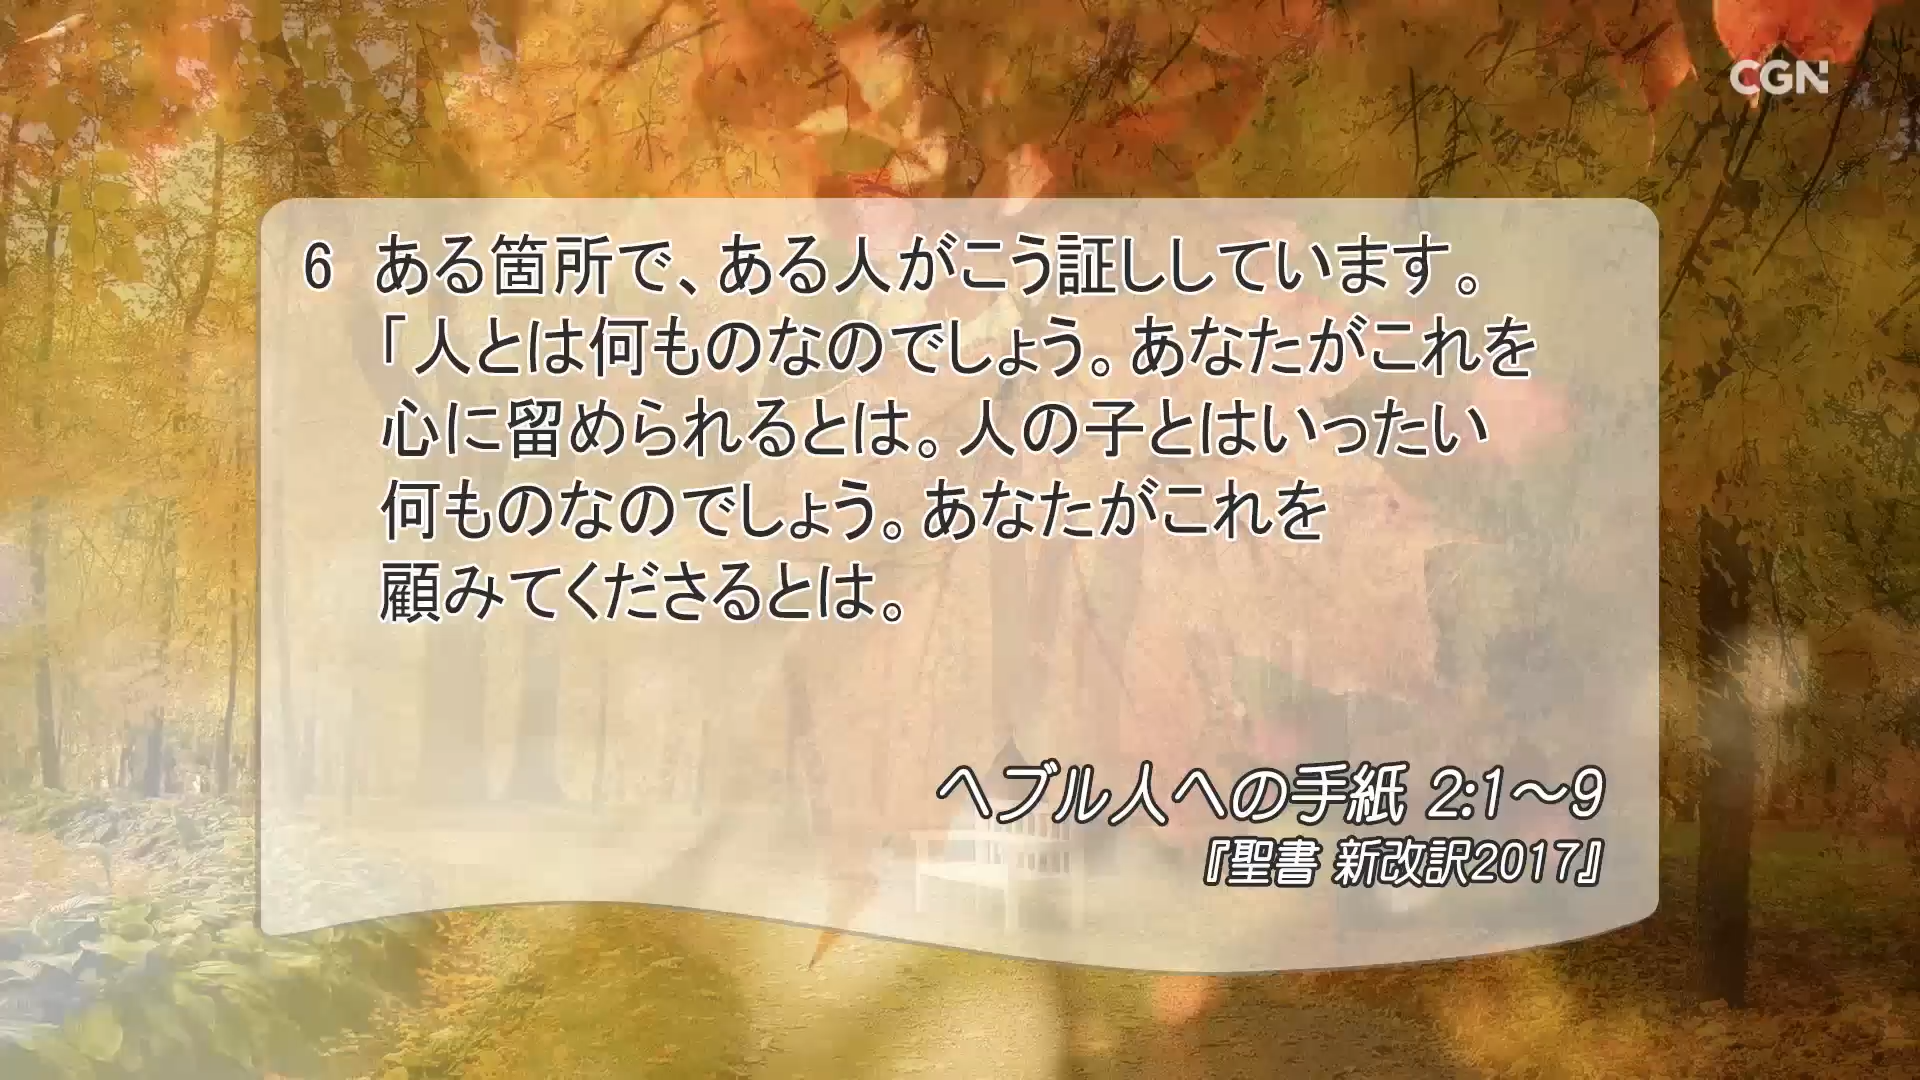 CGN
6 ある箇所で、ある人がこう証ししています。
「人とは何ものなのでしょう。あなたがこれを
心に留められるとは。人の子とはいったい
何ものなのでしょう。あなたがこれを
顧みてくださるとは。
ヘブル人への手紙 2:1〜9
『聖書 新改訳2017』